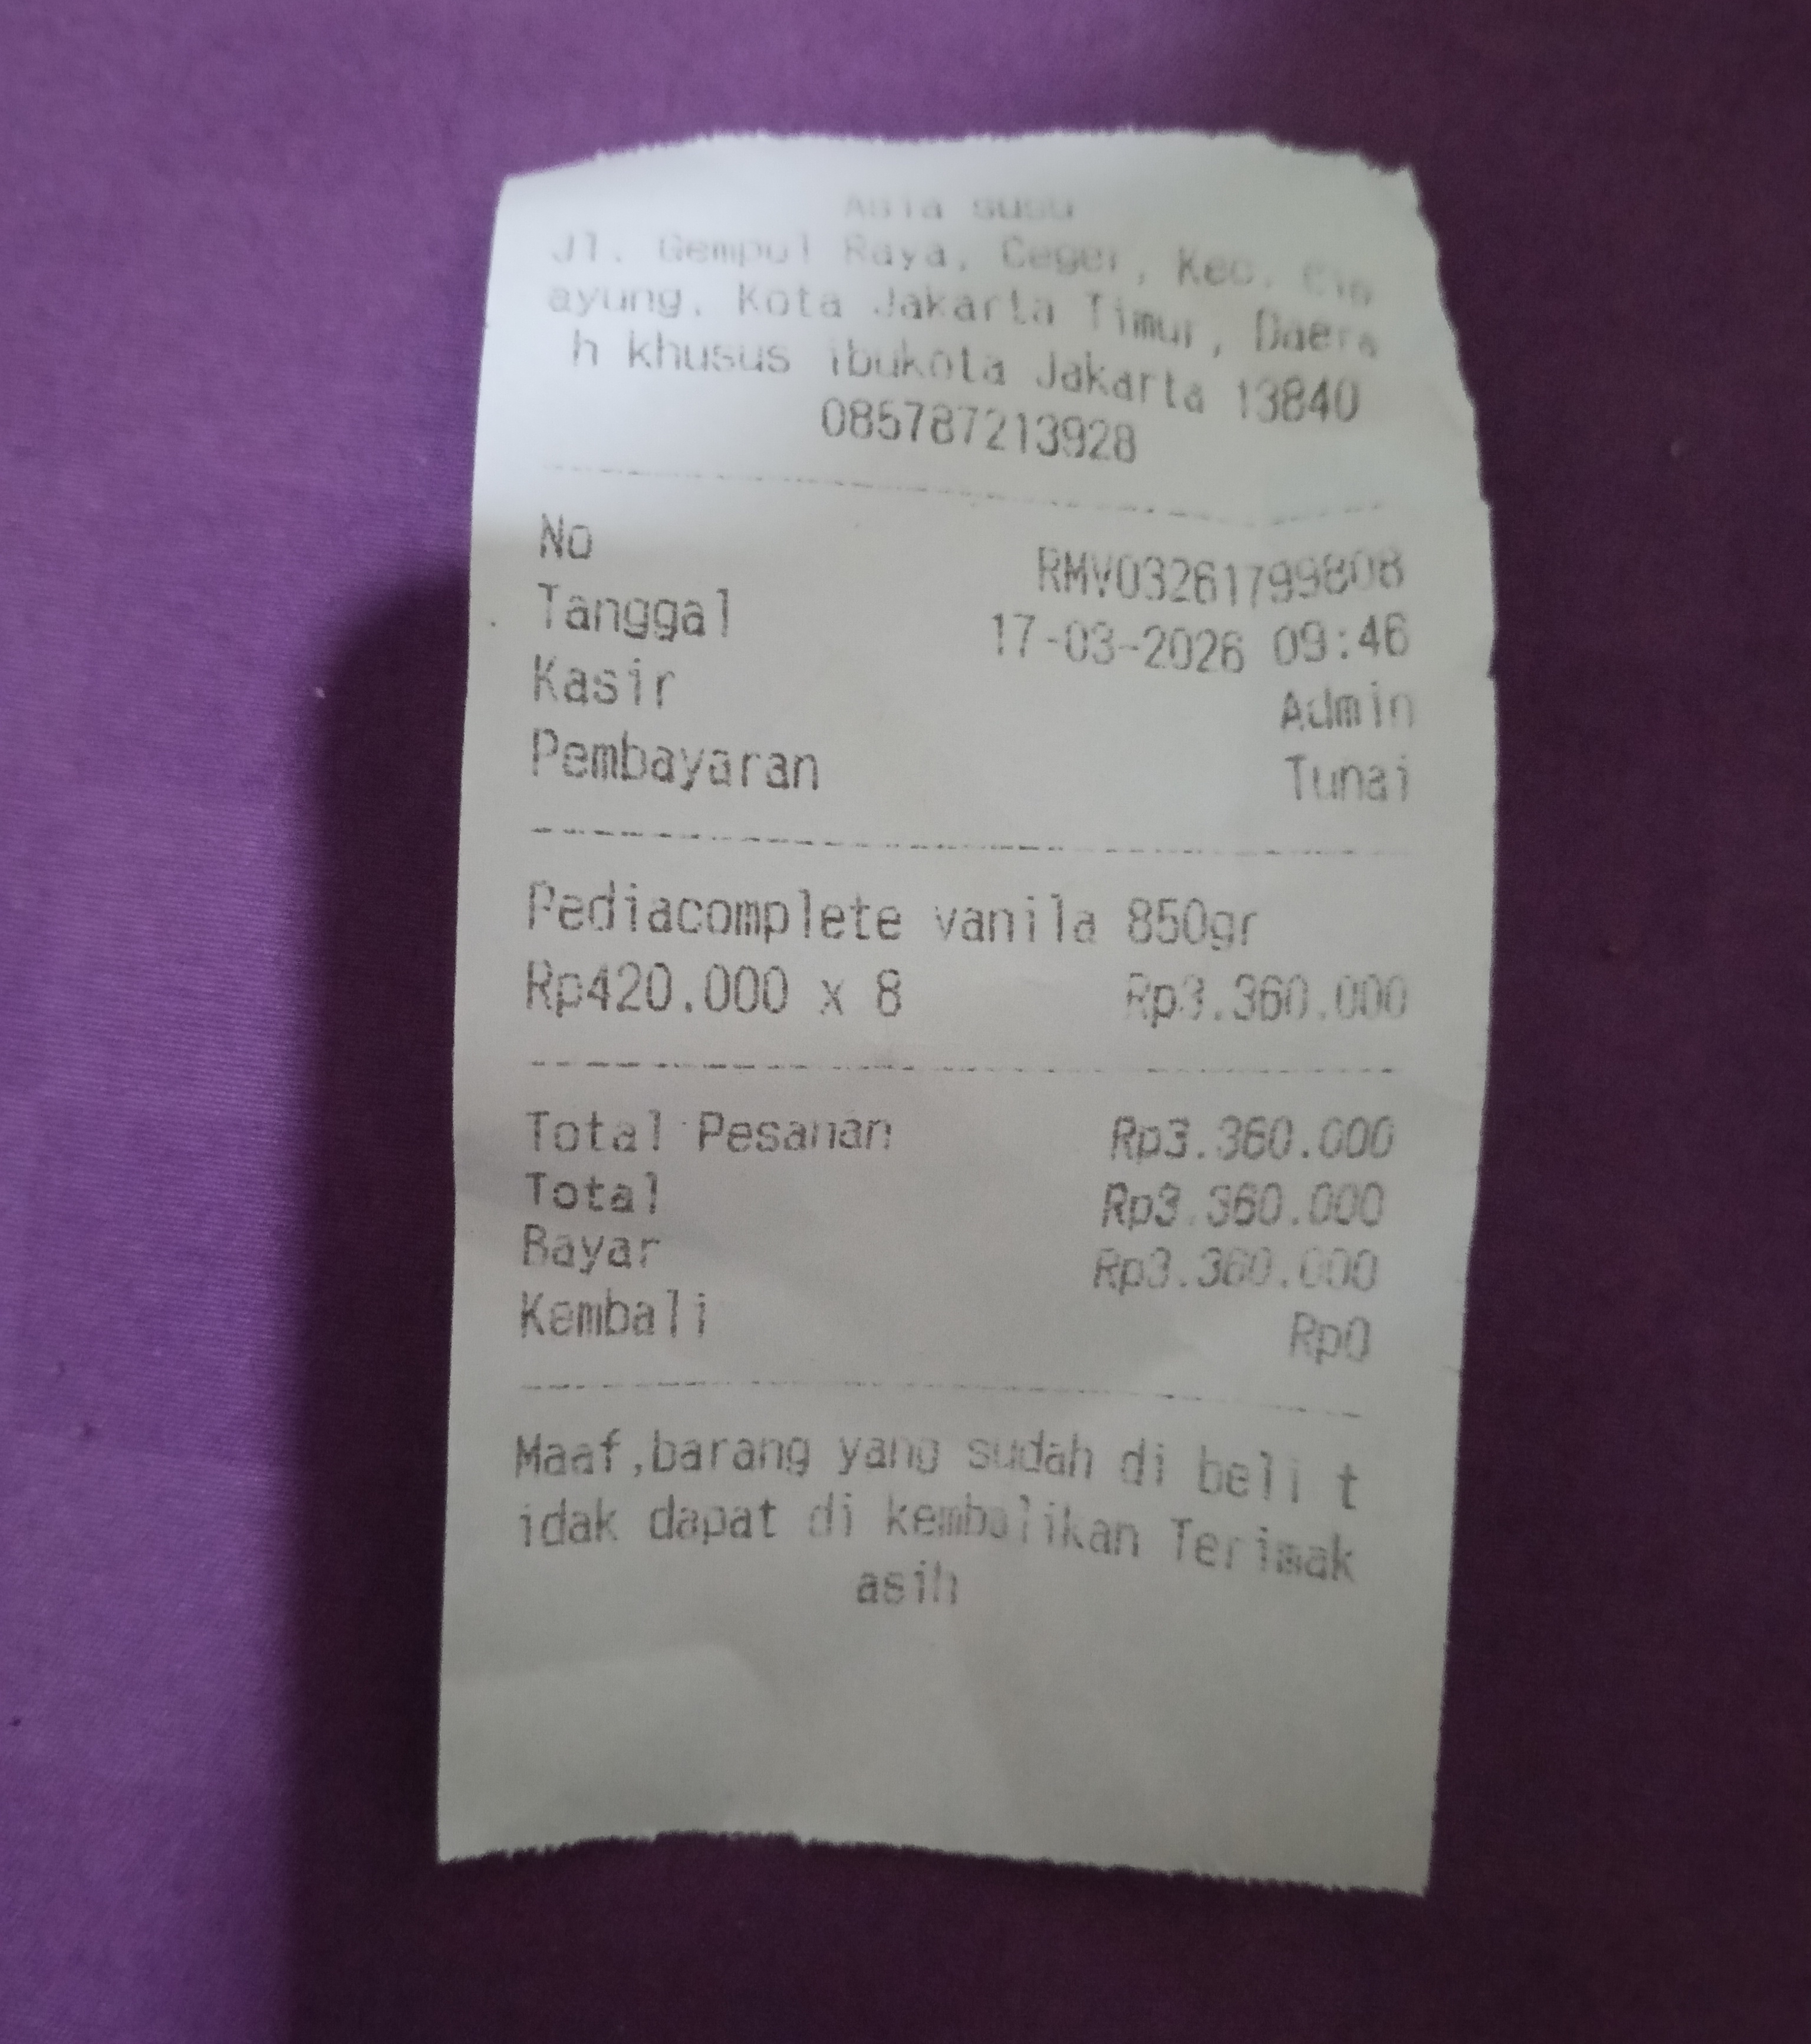 Asia susu
Jl. Gempol Raya, Ceger, Kec. Cip
ayung, Kota Jakarta Timur, Daera
h khusus ibukota Jakarta 13840
085787213928
No RMV03261799808
Tanggal 17-03-2026 09:46
Kasir Admin
Pembayaran Tunai
Pediacomplete vanila 850gr
Rp420.000 x 8 Rp3.360.000
Total Pesanan Rp3.360.000
Total Rp3.360.000
Bayar Rp3.360.000
Kembali Rp0
Maaf,barang yang sudah di beli t
idak dapat di kembalikan Terimak
asih